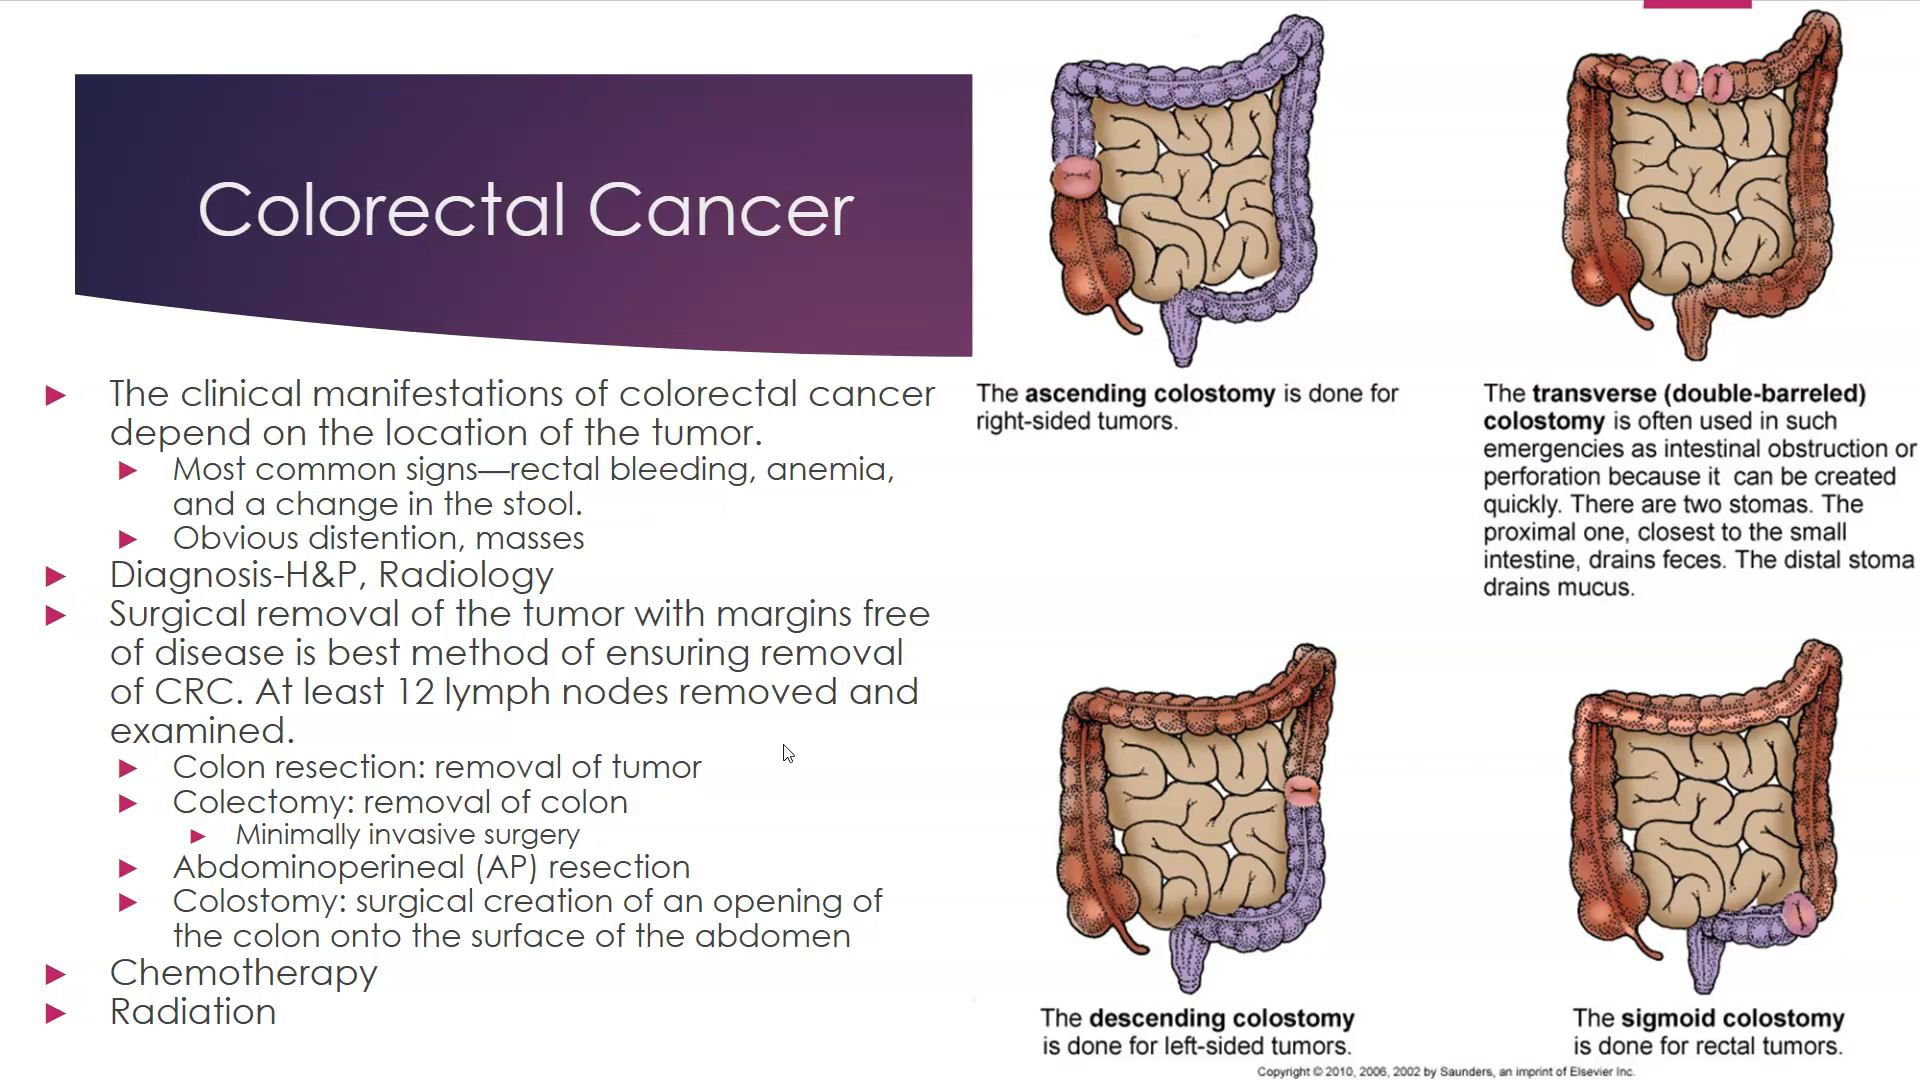 Colorectal Cancer
The clinical manifestations of colorectal cancer
depend on the location of the tumor.
Most common signs—rectal bleeding, anemia,
and a change in the stool.
Obvious distention, masses
Diagnosis-H&P, Radiology
Surgical removal of the tumor with margins free
of disease is best method of ensuring removal
of CRC. At least 12 lymph nodes removed and
examined.
Colon resection: removal of tumor
Colectomy: removal of colon
Minimally invasive surgery
Abdominoperineal (AP) resection
Colostomy: surgical creation of an opening of
the colon onto the surface of the abdomen
Chemotherapy
Radiation
The ascending colostomy is done for
right-sided tumors.
The transverse (double-barreled)
colostomy is often used in such
emergencies as intestinal obstruction or
perforation because it can be created
quickly. There are two stomas. The
proximal one, closest to the small
intestine, drains feces. The distal stoma
drains mucus.
The descending colostomy
is done for left-sided tumors.
The sigmoid colostomy
is done for rectal tumors.
Copyright © 2010, 2006, 2002 by Saunders, an imprint of Elsevier Inc.